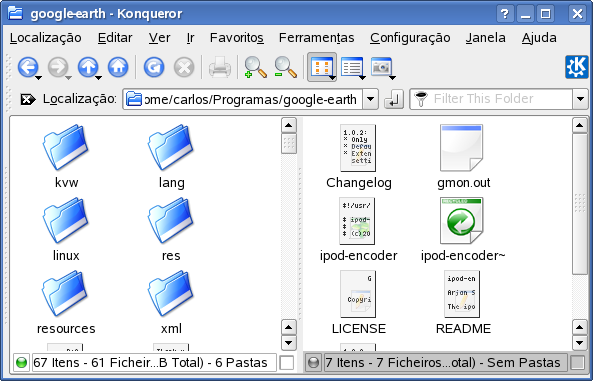 google-earth - Konqueror
Localização Editar Ver Ir Favoritos Ferramentas Configuração Janela Ajuda
Localização: ome/carlos/Programas/google-earth Filter This Folder
kvw lang
linux res
resources xml
1.0.2:
* Only
* Defau
* Exten
setti
Changelog gmon.out
#!/usr/
# ipod-
#
# (c)20
ipod-encoder ipod-encoder~
G
Copyri
ipod-en
Arjan S
The ipo
LICENSE README
67 Itens - 61 Ficheir...B Total) - 6 Pastas
7 Itens - 7 Ficheiros...otal) - Sem Pastas